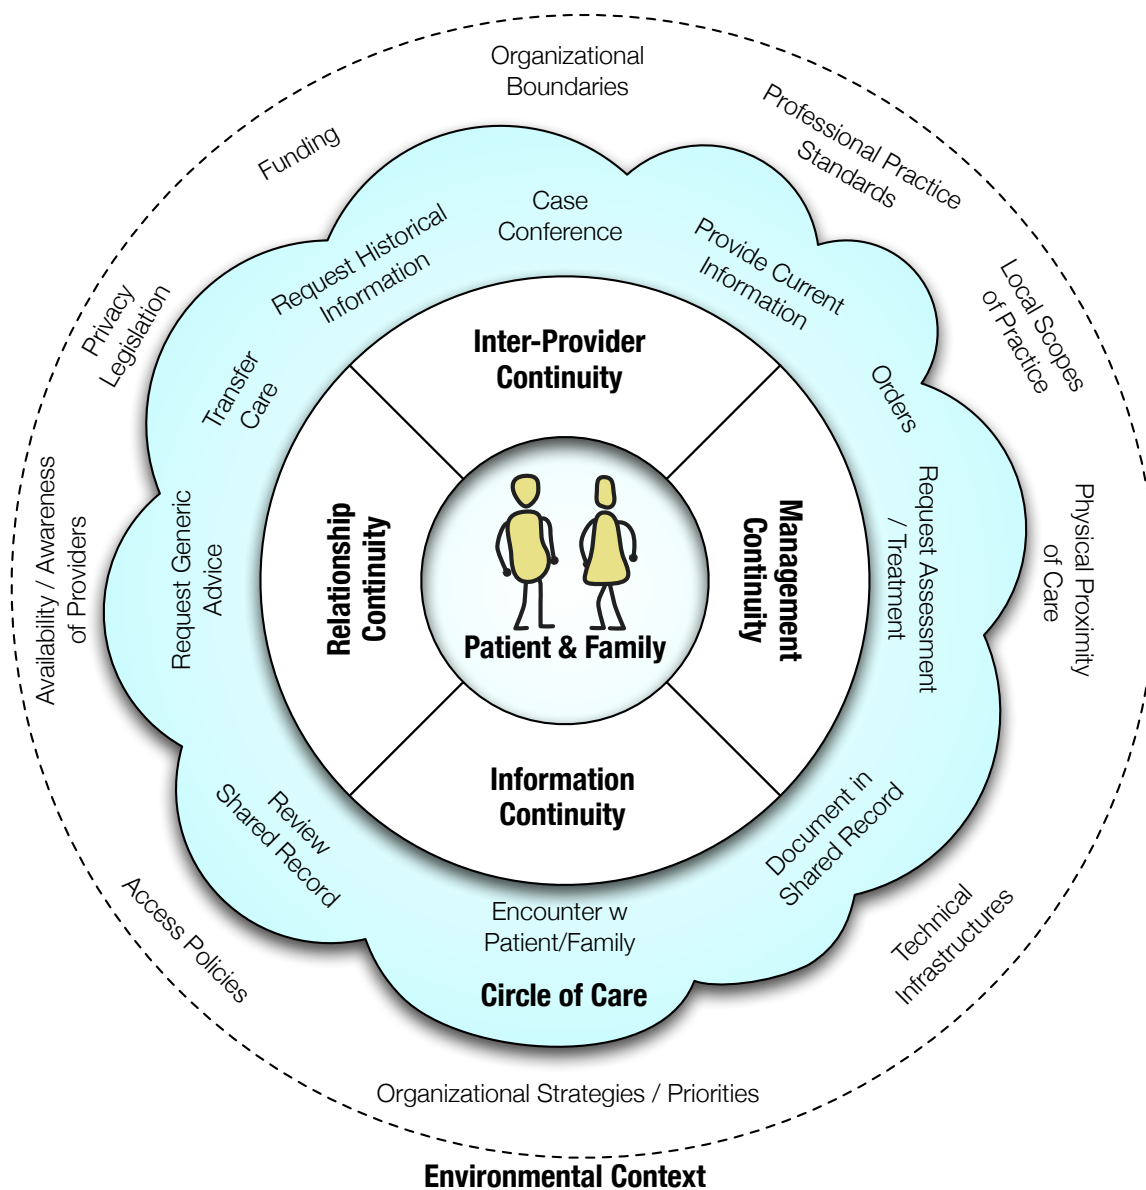 Organizational
Boundaries
Professional Practice
Standards
Funding
Local Scopes
of Practice
Privacy
Legislation
Physical Proximity
of Care
Availability / Awareness
of Providers
Technical
Infrastructures
Access Policies
Organizational Strategies / Priorities
Environmental Context
Case
Conference
Provide Current
Information
Request Historical
Information
Orders
Transfer
Care
Request Assessment
/ Treatment
Request Generic
Advice
Document in
Shared Record
Review
Shared Record
Encounter w
Patient/Family
Circle of Care
Inter-Provider
Continuity
Management
Continuity
Relationship
Continuity
Information
Continuity
Patient & Family